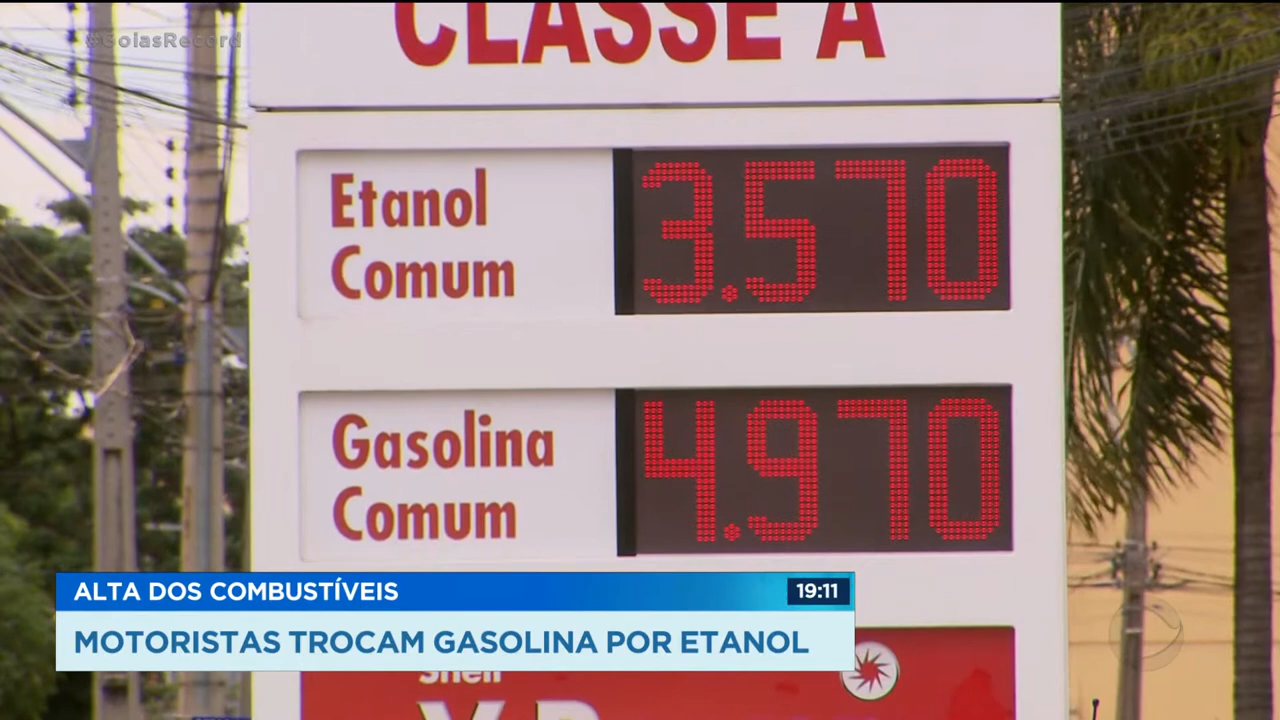 #GoiasRecord
CLASSE A
Etanol
Comum
3.570
Gasolina
Comum
4.970
ALTA DOS COMBUSTÍVEIS
19:11
MOTORISTAS TROCAM GASOLINA POR ETANOL
Shell